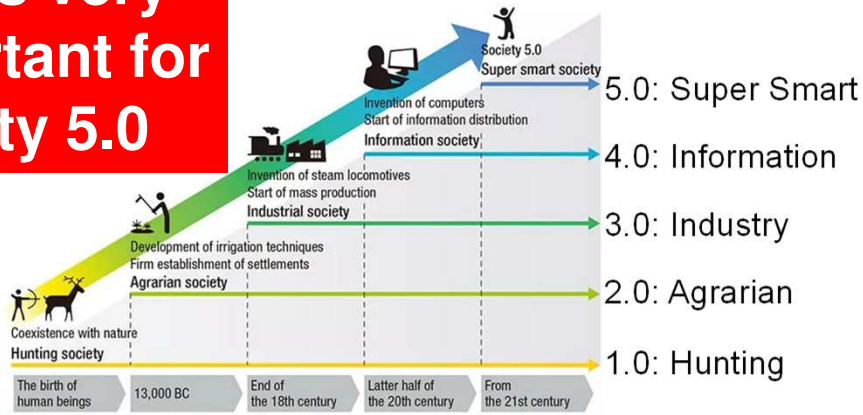 very
tant for
ty 5.0
Society 5.0
Super smart society
5.0: Super Smart
Invention of computers
Start of information distribution
Information society
4.0: Information
Invention of steam locomotives
Start of mass production
Industrial society
3.0: Industry
Development of irrigation techniques
Firm establishment of settlements
Agrarian society
2.0: Agrarian
Coexistence with nature
Hunting society
1.0: Hunting
The birth of
human beings
13,000 BC
End of
the 18th century
Latter half of
the 20th century
From
the 21st century